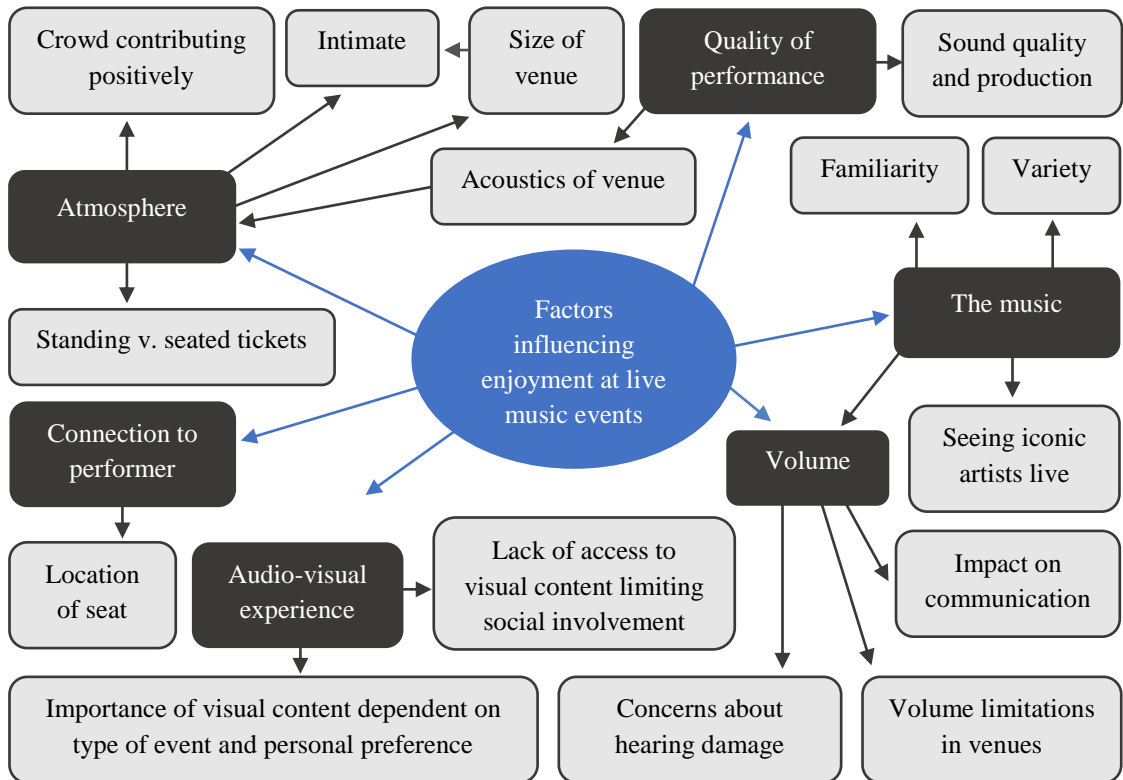 Crowd contributing
positively
Intimate
Size of
venue
Quality of
performance
Sound quality
and production
Familiarity
Variety
Acoustics of venue
Atmosphere
Standing v. seated tickets
Factors
influencing
enjoyment at live
music events
The music
Connection to
performer
Volume
Seeing iconic
artists live
Location
of seat
Audio-visual
experience
Lack of access to
visual content limiting
social involvement
Impact on
communication
Importance of visual content dependent on
type of event and personal preference
Concerns about
hearing damage
Volume limitations
in venues